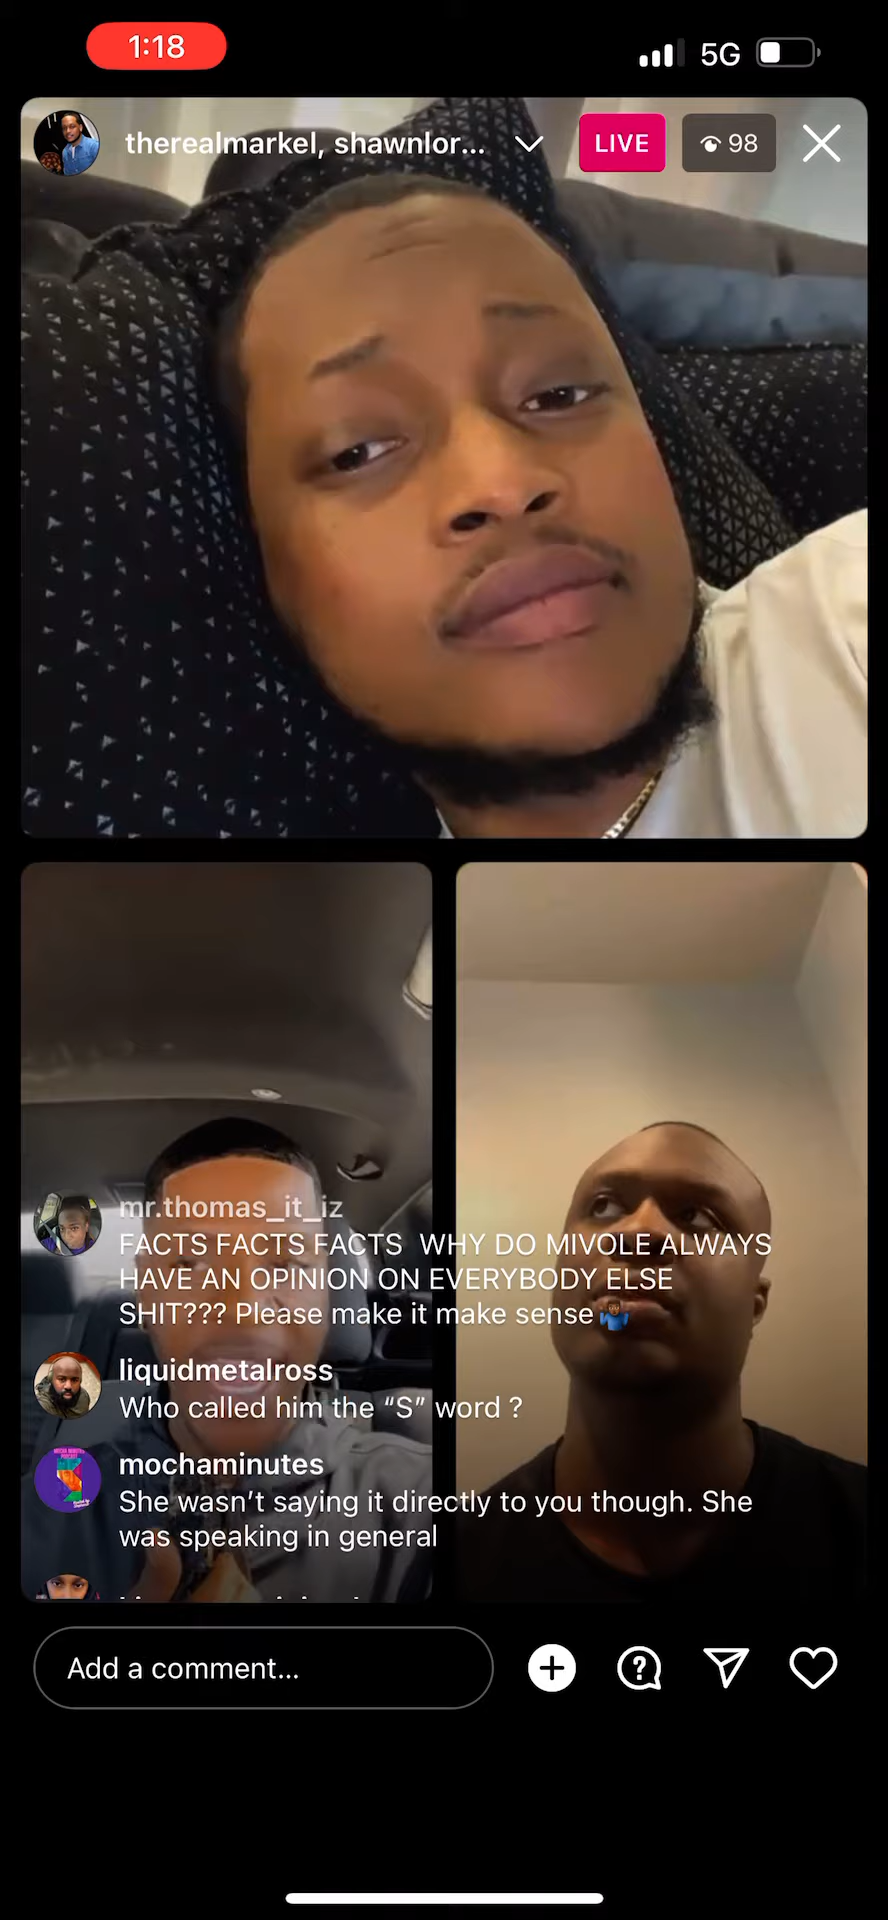 1:18
5G
therealmarkel, shawnlor...
LIVE
98
mr.thomas_it_iz
FACTS FACTS FACTS WHY DO MIVOLE ALWAYS
HAVE AN OPINION ON EVERYBODY ELSE
SHIT??? Please make it make sense🤷🏾‍♂️
liquidmetalross
Who called him the “S” word ?
mochaminutes
She wasn’t saying it directly to you though. She
was speaking in general
Add a comment...